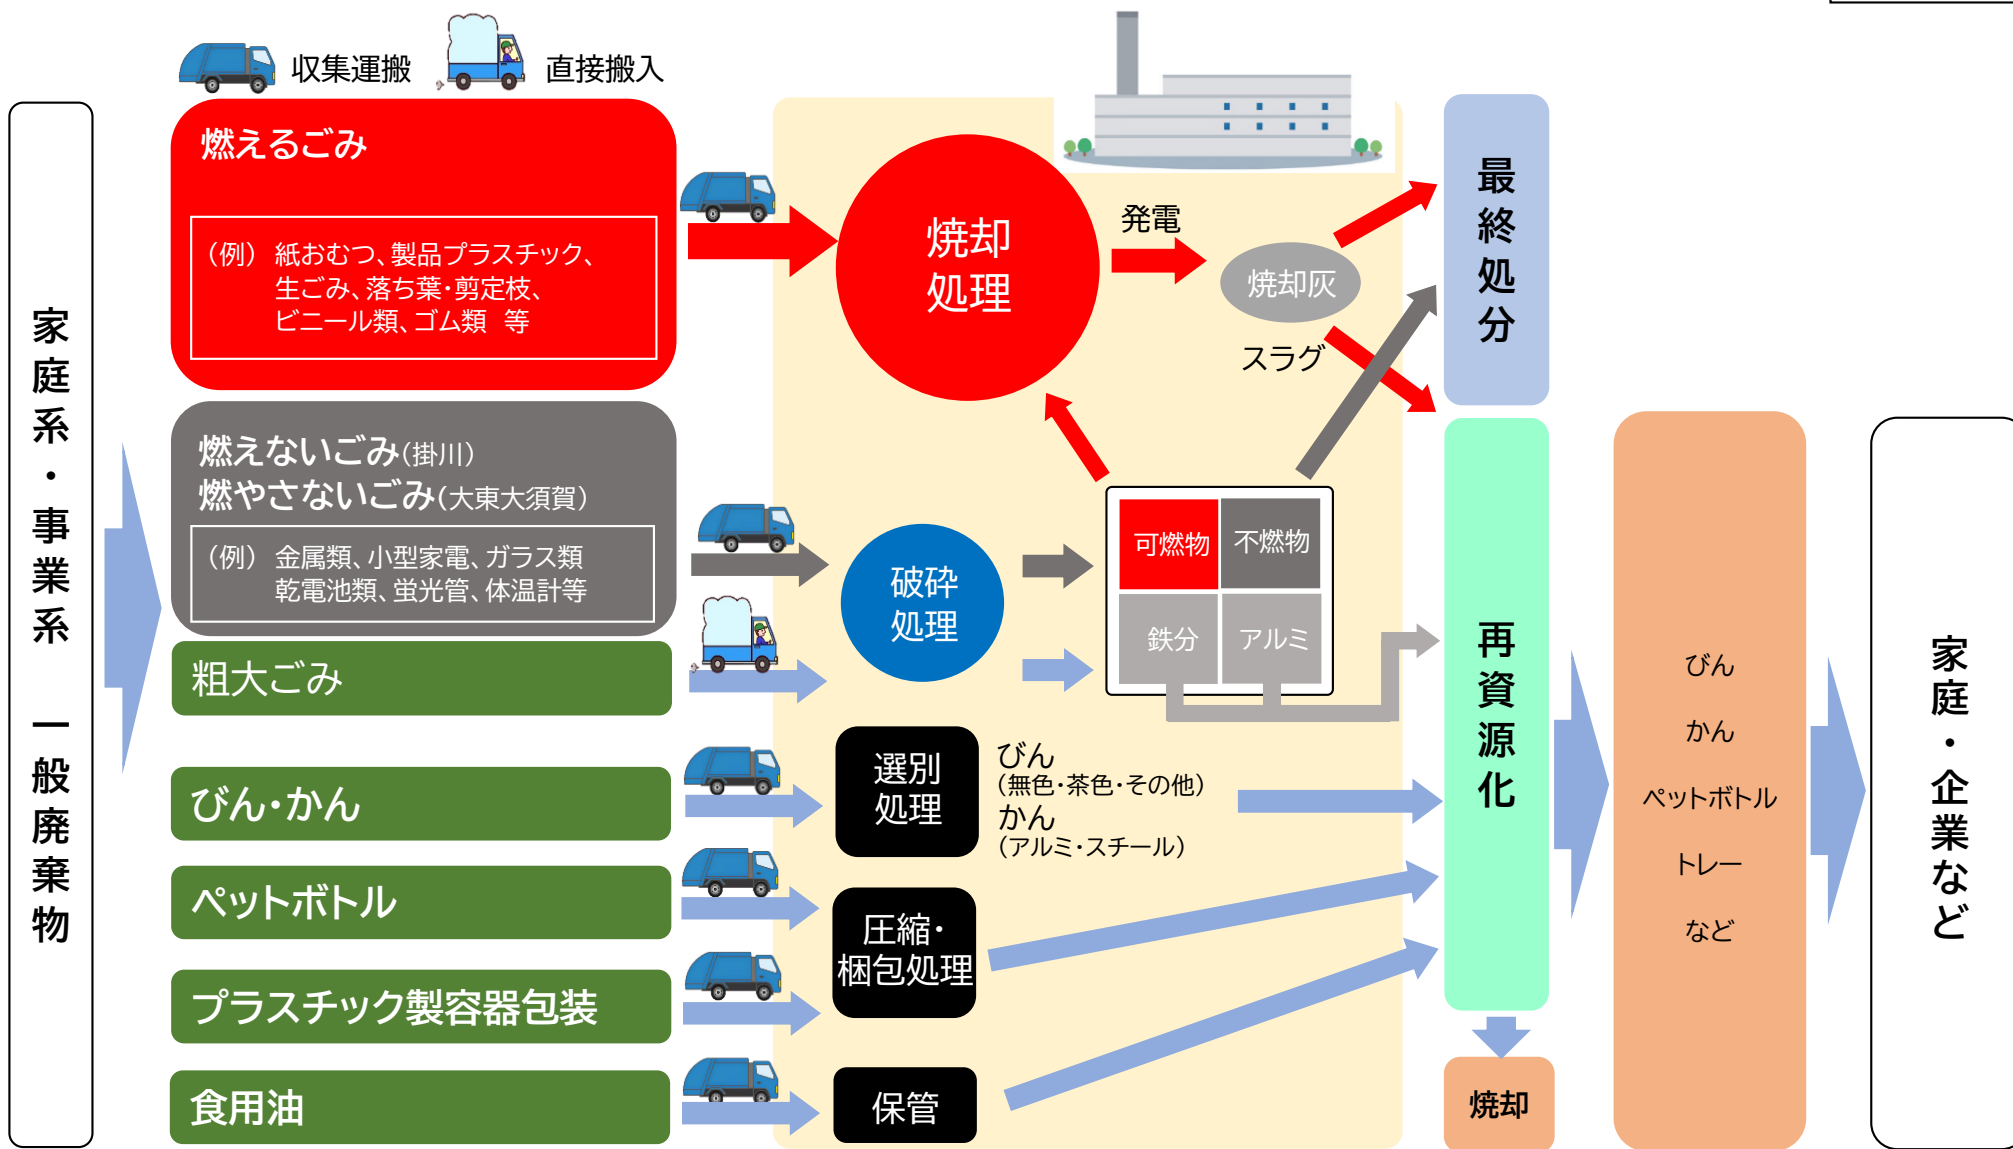 収集運搬
直接搬入
家庭系・事業系 一般廃棄物
燃えるごみ
（例） 紙おむつ、製品プラスチック、
生ごみ、落ち葉・剪定枝、
ビニール類、ゴム類 等
燃えないごみ（掛川）
燃やさないごみ（大東大須賀）
（例） 金属類、小型家電、ガラス類
乾電池類、蛍光管、体温計等
粗大ごみ
びん・かん
ペットボトル
プラスチック製容器包装
食用油
焼却
処理
発電
焼却灰
スラグ
破砕
処理
可燃物
不燃物
鉄分
アルミ
選別
処理
びん
（無色・茶色・その他）
かん
（アルミ・スチール）
圧縮・
梱包処理
保管
最終処分
再資源化
焼却
びん
かん
ペットボトル
トレー
など
家庭・企業など